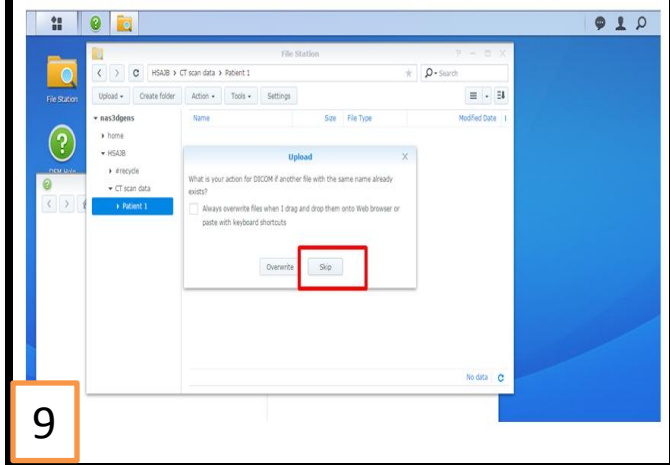 File Station
HSAJB › CT scan data › Patient 1
Search
Upload
Create folder
Action
Tools
Settings
File Station
nas3dgens
home
HSAJB
#recycle
CT scan data
Patient 1
Name
Size
File Type
Modified Date
Upload
What is your action for DICOM if another file with the same name already
exists?
Always overwrite files when I drag and drop them onto Web browser or
paste with keyboard shortcuts
Overwrite
Skip
DSM Help
No data
9